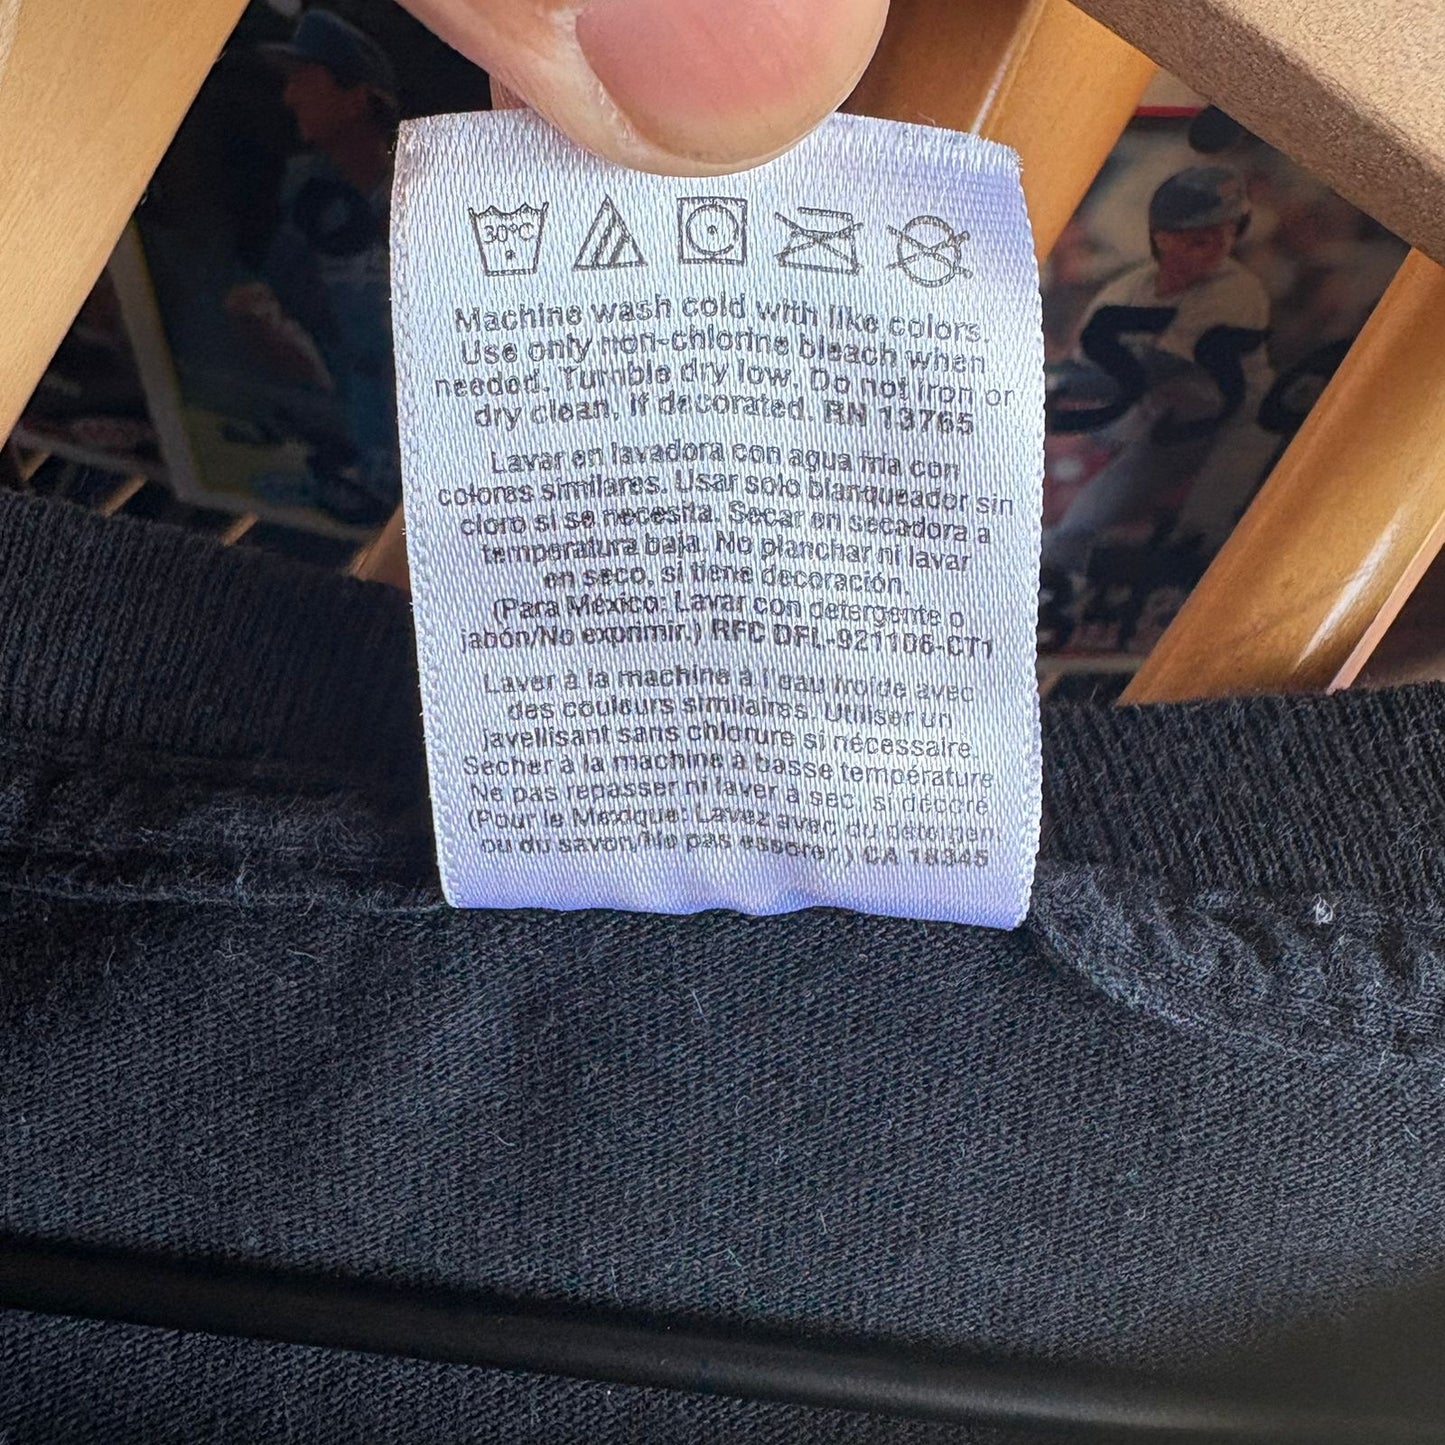 30°C
Machine wash cold with like colors.
Use only non-chlorine bleach when
needed. Tumble dry low. Do not iron or
dry clean, if decorated. RN 13765
Lavar en lavadora con agua fria con
colores similares. Usar solo blanqueador sin
cloro si se necesita. Secar en secadora a
temperatura baja. No planchar ni lavar
en seco, si tiene decoración.
(Para México: Lavar con detergente o
jabón/No exprimir.) RFC DFL-921106-CT1
Laver à la machine à l'eau froide avec
des couleurs similaires. Utiliser un
javellisant sans chlorure si nécessaire.
Sécher à la machine à basse température
Ne pas repasser ni laver à sec, si décoré
(Pour le Mexique: Lavez avec du detergen
ou du savon/Ne pas essorer.) CA 18345